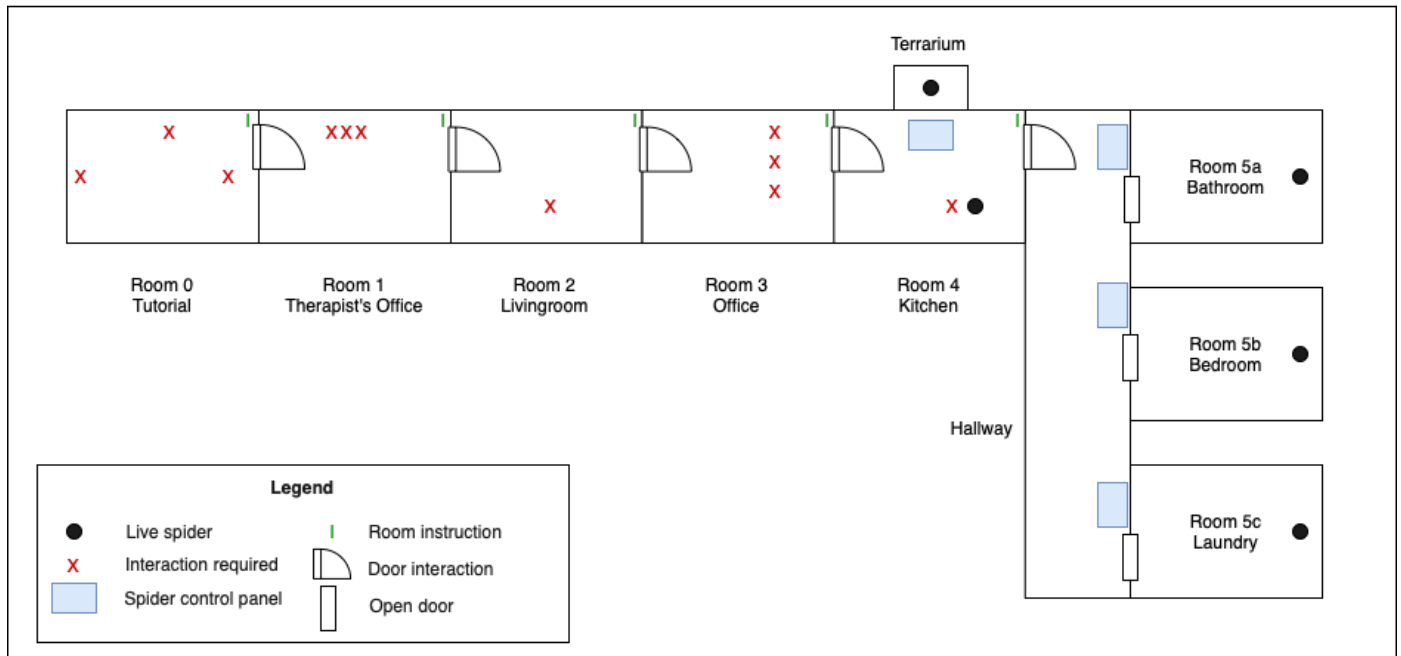 Terrarium
Room 5a
Bathroom
Room 0
Tutorial
Room 1
Therapist's Office
Room 2
Livingroom
Room 3
Office
Room 4
Kitchen
Room 5b
Bedroom
Hallway
Room 5c
Laundry
Legend
Live spider
Room instruction
X Interaction required
Door interaction
Spider control panel
Open door